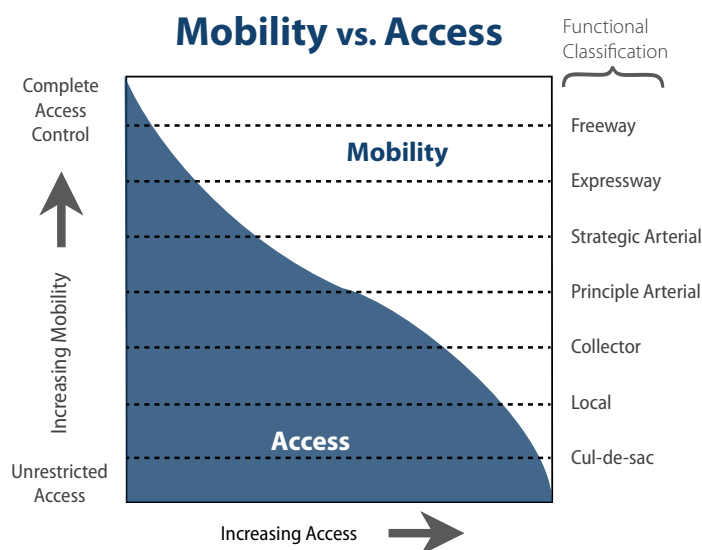 Mobility vs. Access
Functional
Classification
Complete
Access
Control
Freeway
Mobility
Expressway
Strategic Arterial
Increasing Mobility
Principle Arterial
Collector
Local
Access
Cul-de-sac
Unrestricted
Access
Increasing Access